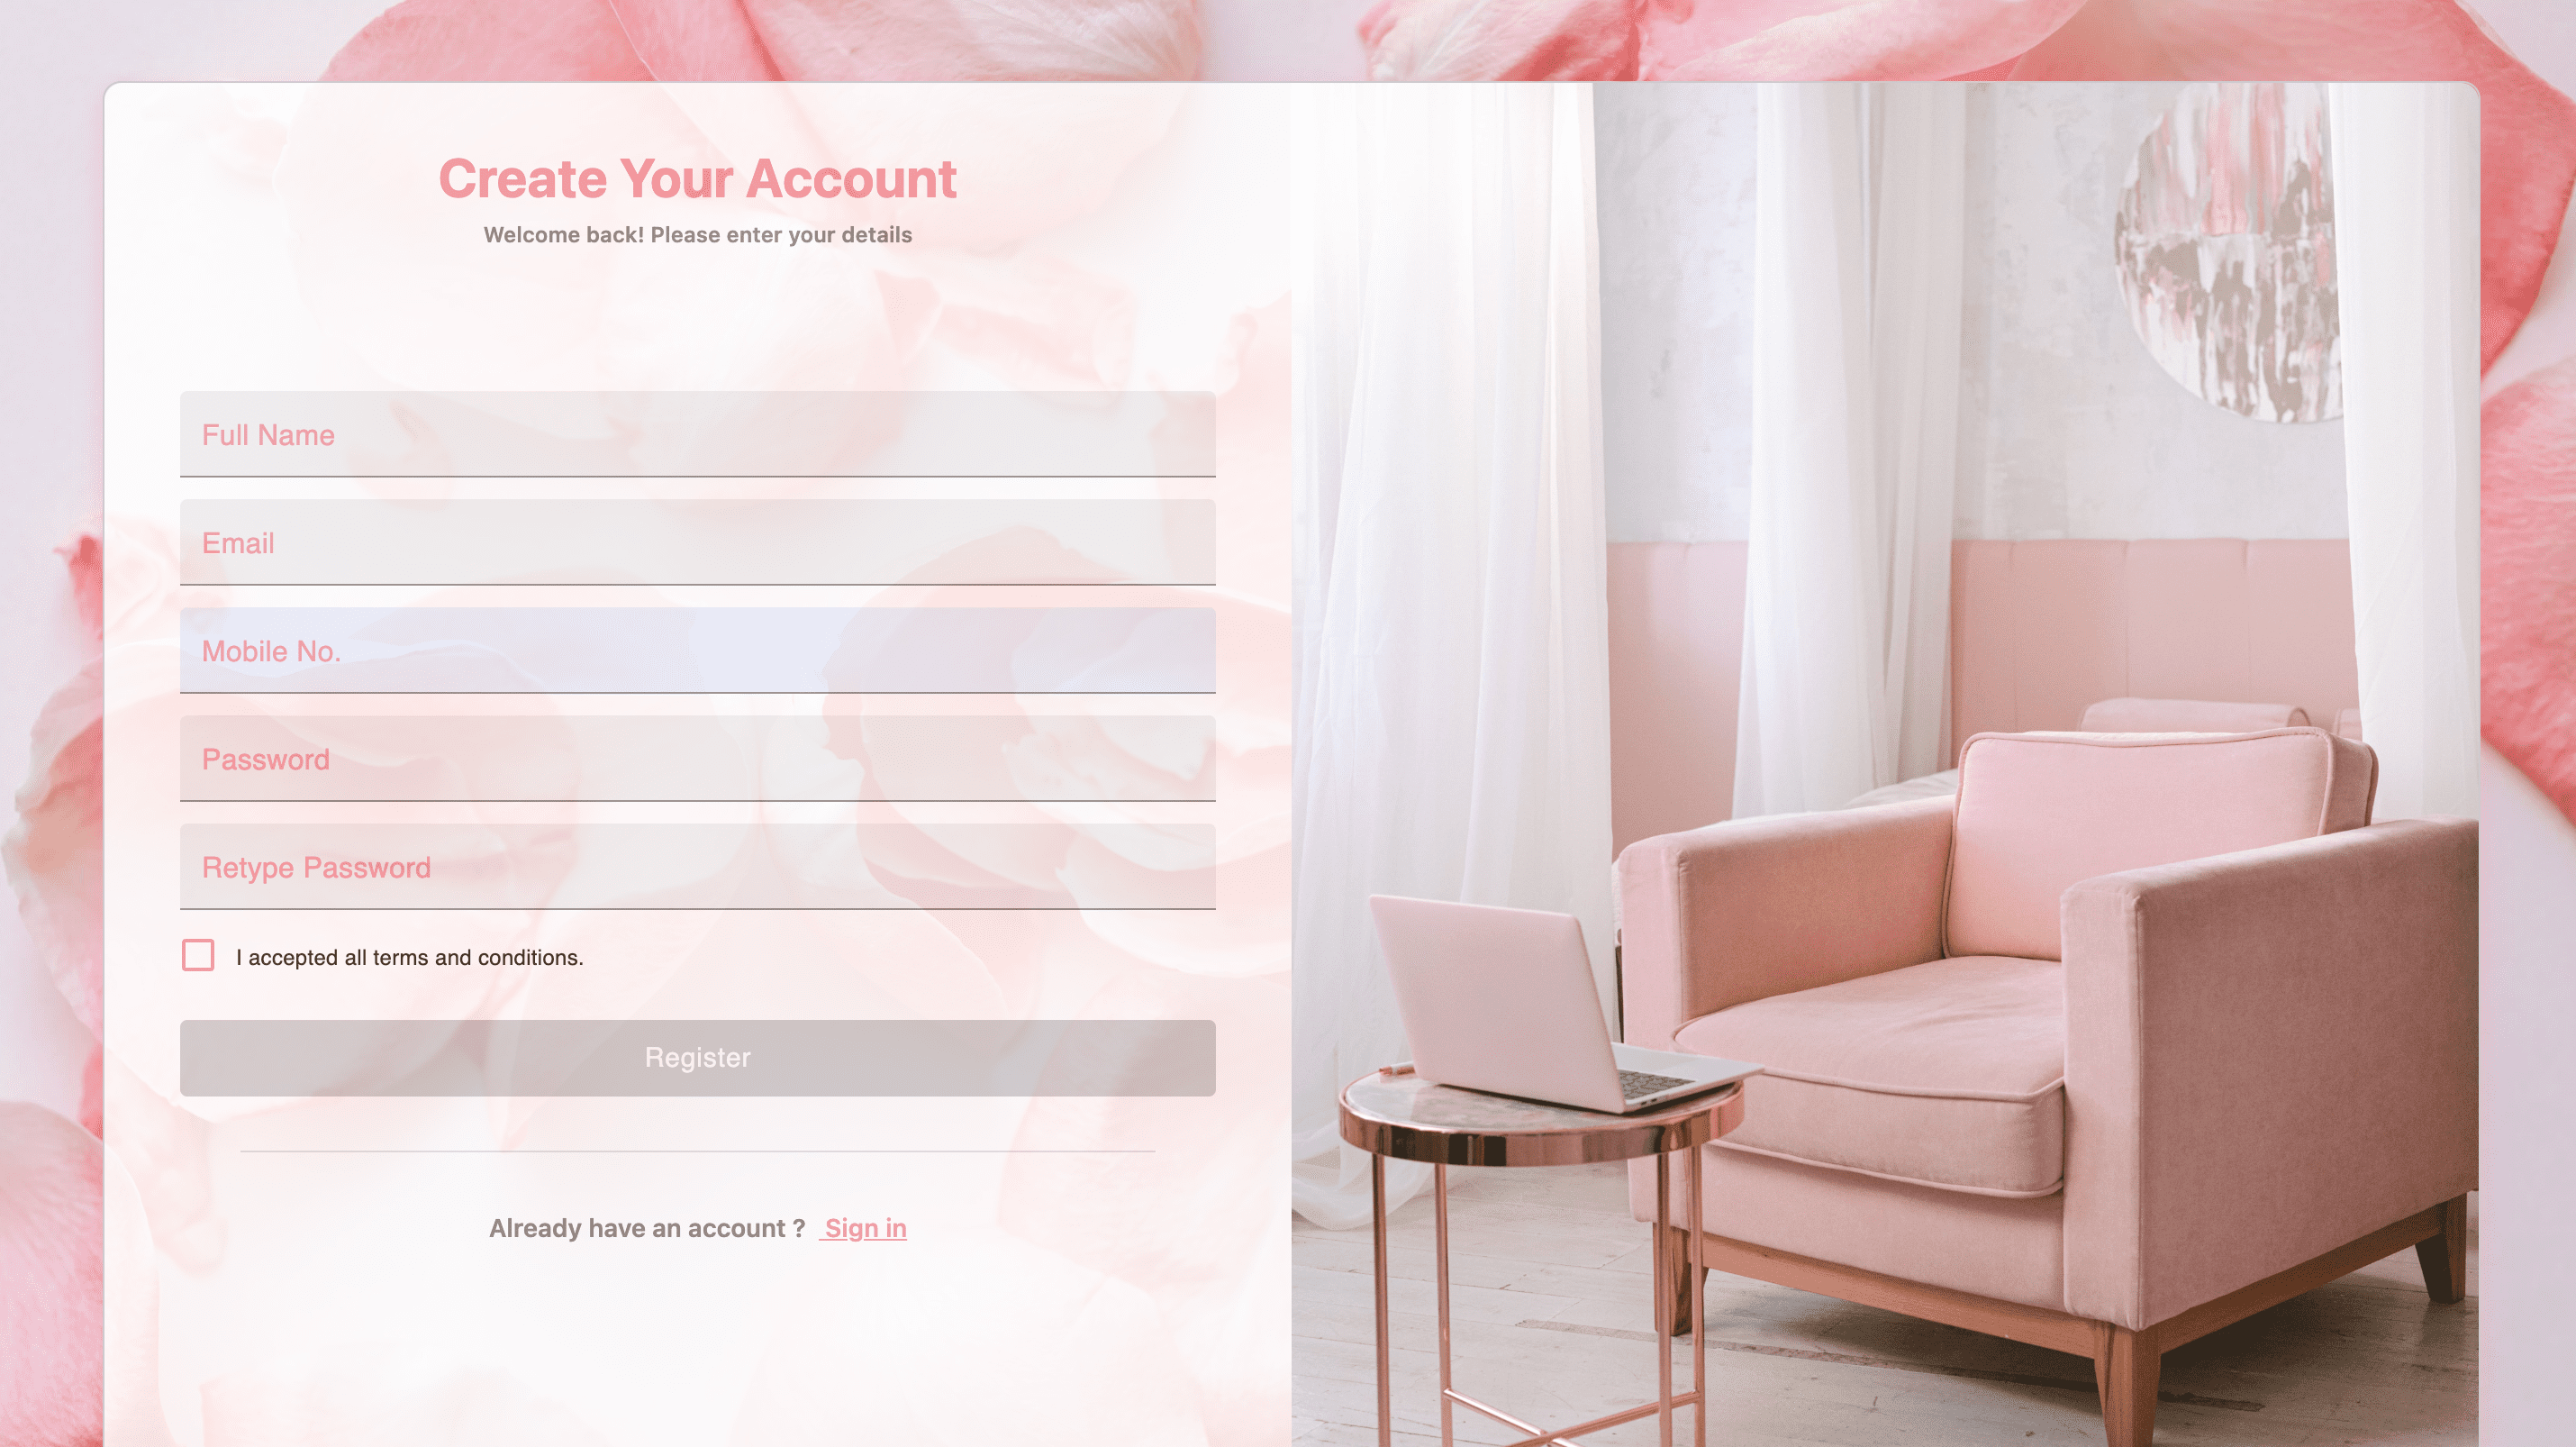 Create Your Account
Welcome back! Please enter your details
Full Name
Email
Mobile No.
Password
Retype Password
I accepted all terms and conditions.
Register
Already have an account ? Sign in